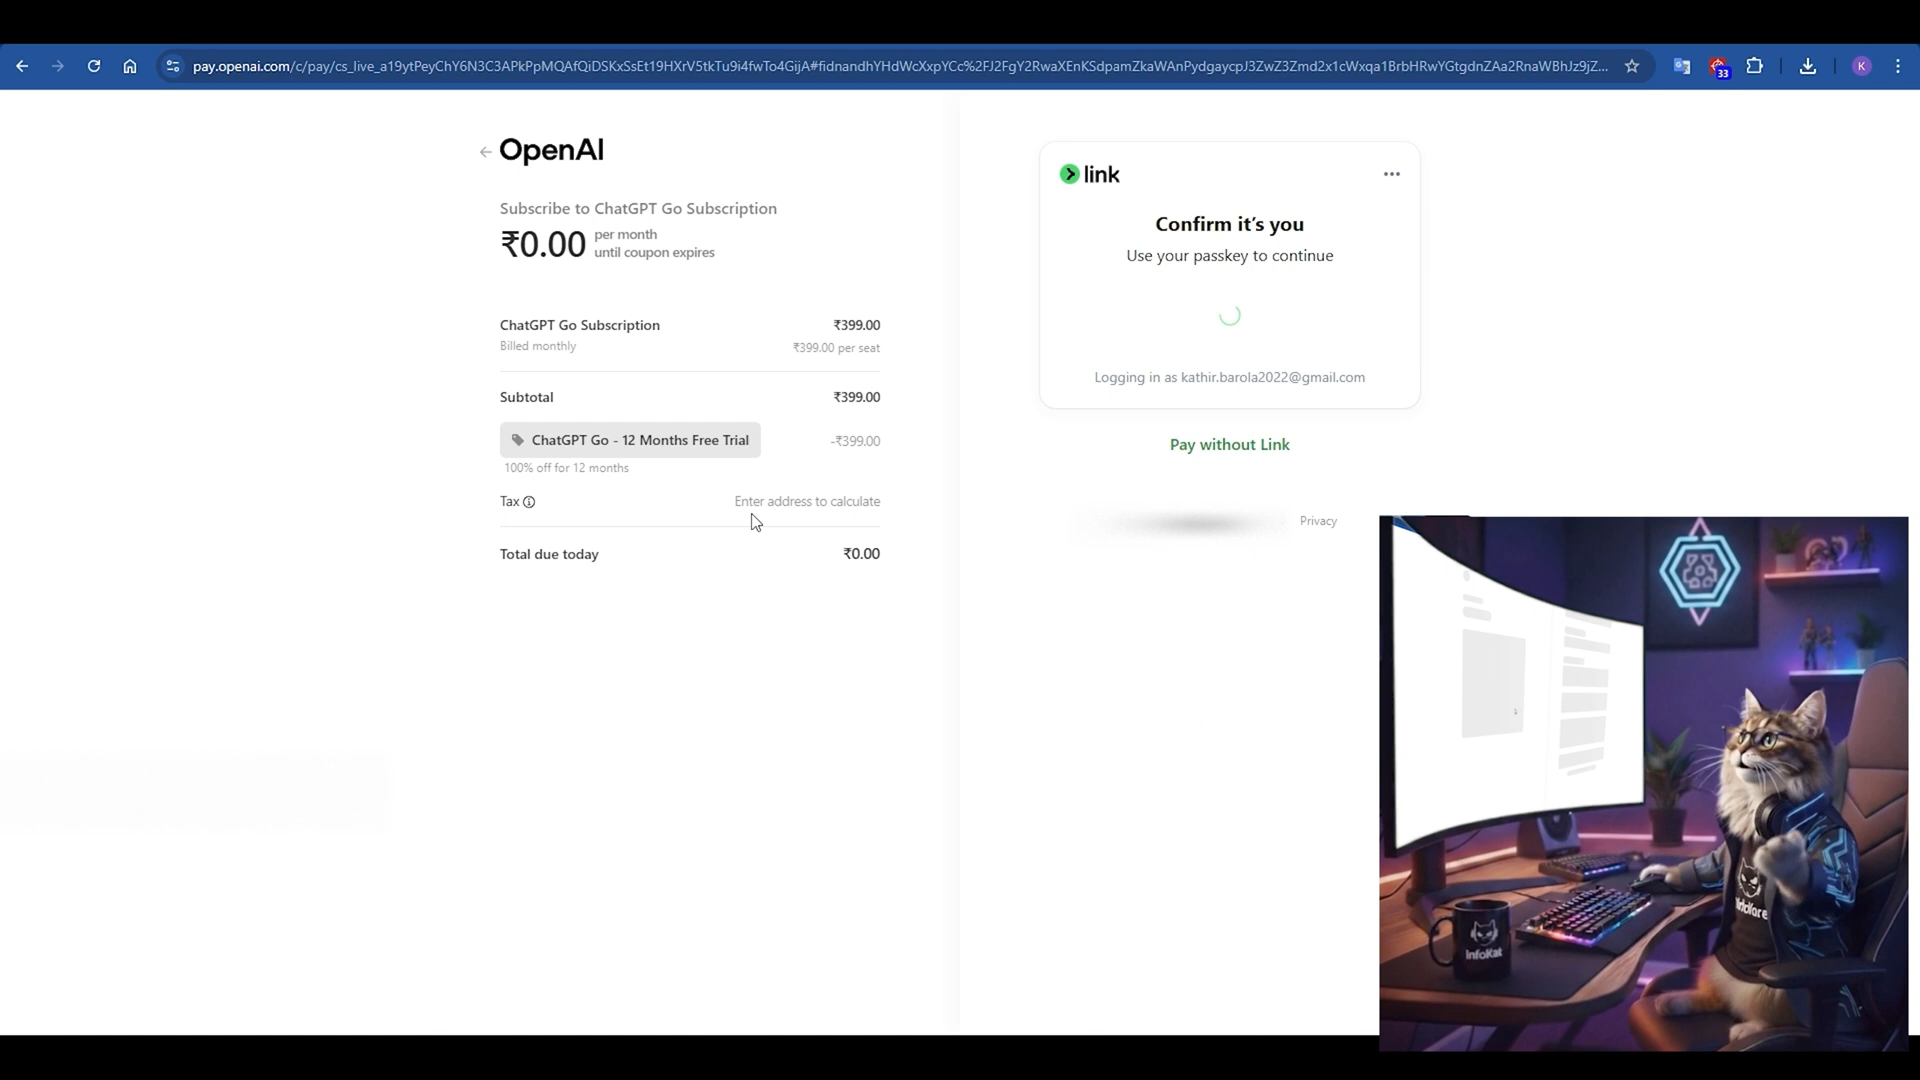 pay.openai.com/c/pay/cs_live_a19ytPeyChY6N3C3APkPpMQAfQiDSKxSsEt19HXrV5tkTu9i4fwTo4GijA#fidnandhYHdWcXxpYCc%2FJ2FgY2RwaXEnKSdpamZkaWAnPydgaycpJ3ZwZ3Zmd2x1cWxqa1BrbHRwYGtgdnZAa2RnaWBhJz9jZ...
33
K
OpenAI
Subscribe to ChatGPT Go Subscription
₹0.00 per month
until coupon expires
ChatGPT Go Subscription ₹399.00
Billed monthly ₹399.00 per seat
Subtotal ₹399.00
ChatGPT Go - 12 Months Free Trial -₹399.00
100% off for 12 months
Tax Enter address to calculate
Total due today ₹0.00
link
Confirm it's you
Use your passkey to continue
Logging in as kathir.barola2022@gmail.com
Pay without Link
Privacy
InfoKat